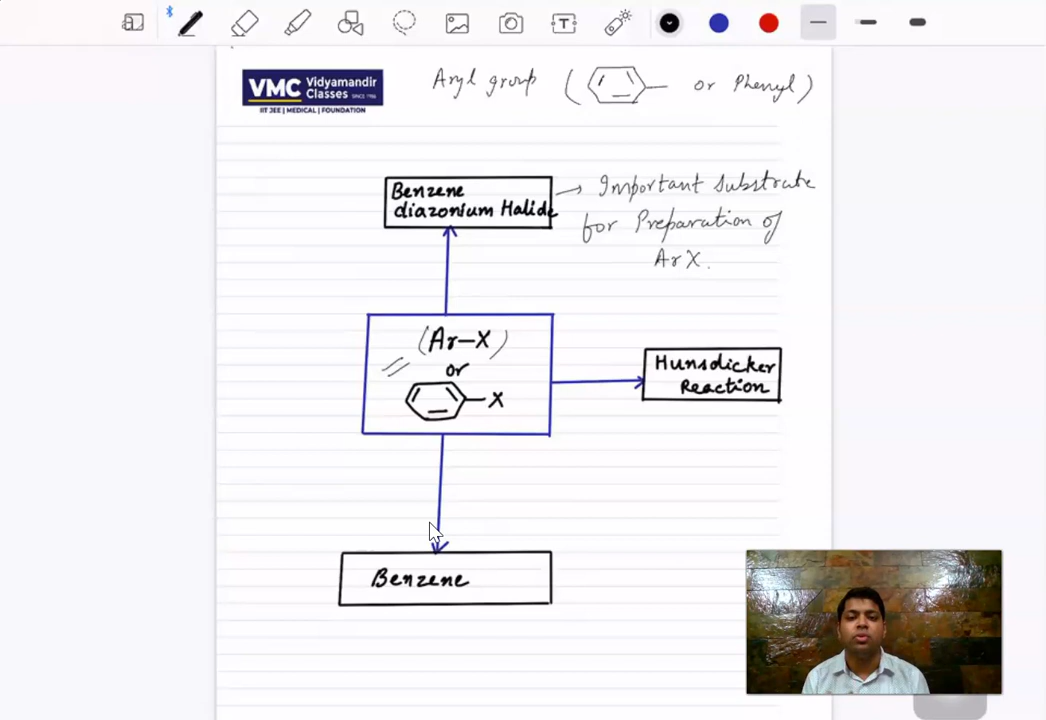 VMC Vidyamandir
Classes SINCE 1986
IIT JEE | MEDICAL | FOUNDATION
Aryl group ( or Phenyl)
Benzene
diazonium Halide
→ Important substrate
for Preparation of
ArX.
(Ar-X)
or
X
Hunsdicker
Reaction
Benzene
T